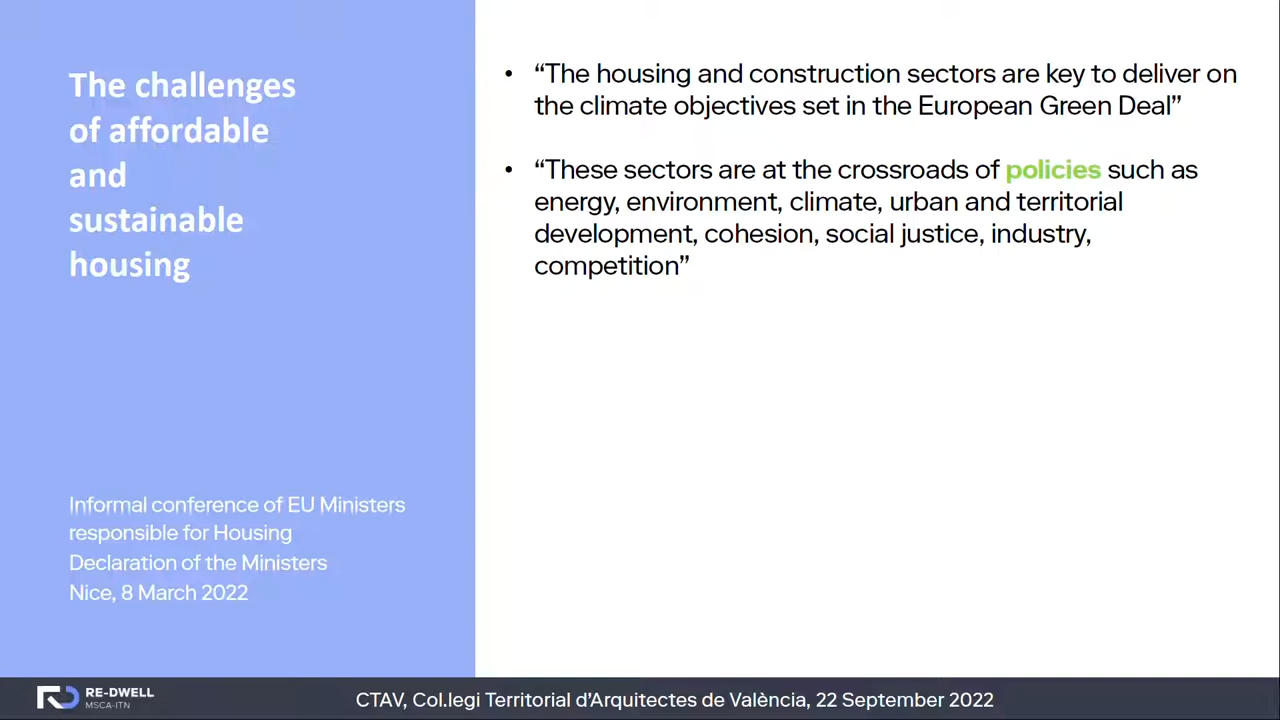 The challenges
of affordable
and
sustainable
housing
Informal conference of EU Ministers
responsible for Housing
Declaration of the Ministers
Nice, 8 March 2022
• “The housing and construction sectors are key to deliver on
the climate objectives set in the European Green Deal”
• “These sectors are at the crossroads of policies such as
energy, environment, climate, urban and territorial
development, cohesion, social justice, industry,
competition”
RE-DWELL
MSCA-ITN
CTAV, Col.legi Territorial d’Arquitectes de València, 22 September 2022